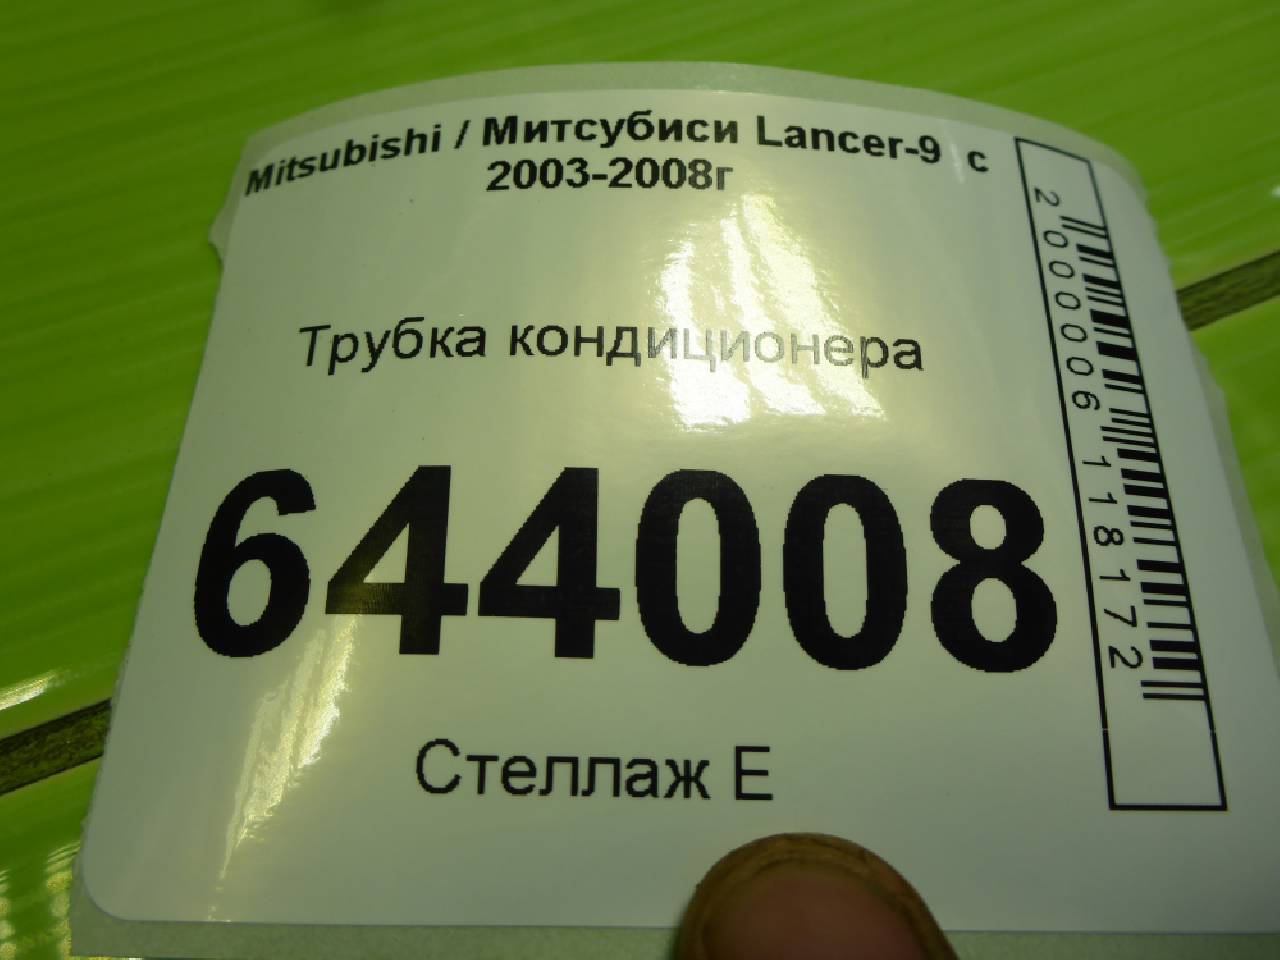 Mitsubishi / Митсубиси Lancer-9 с
2003-2008г
Трубка кондиционера
644008
Стеллаж Е
2000006118172